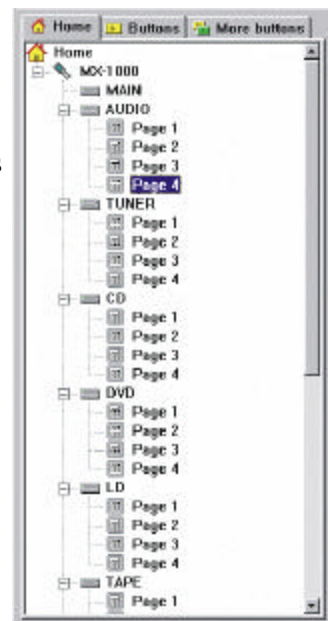 Home Buttons More buttons
Home
MX-1000
MAIN
AUDIO
Page 1
Page 2
Page 3
Page 4
TUNER
Page 1
Page 2
Page 3
Page 4
CD
Page 1
Page 2
Page 3
Page 4
DVD
Page 1
Page 2
Page 3
Page 4
LD
Page 1
Page 2
Page 3
Page 4
TAPE
Page 1